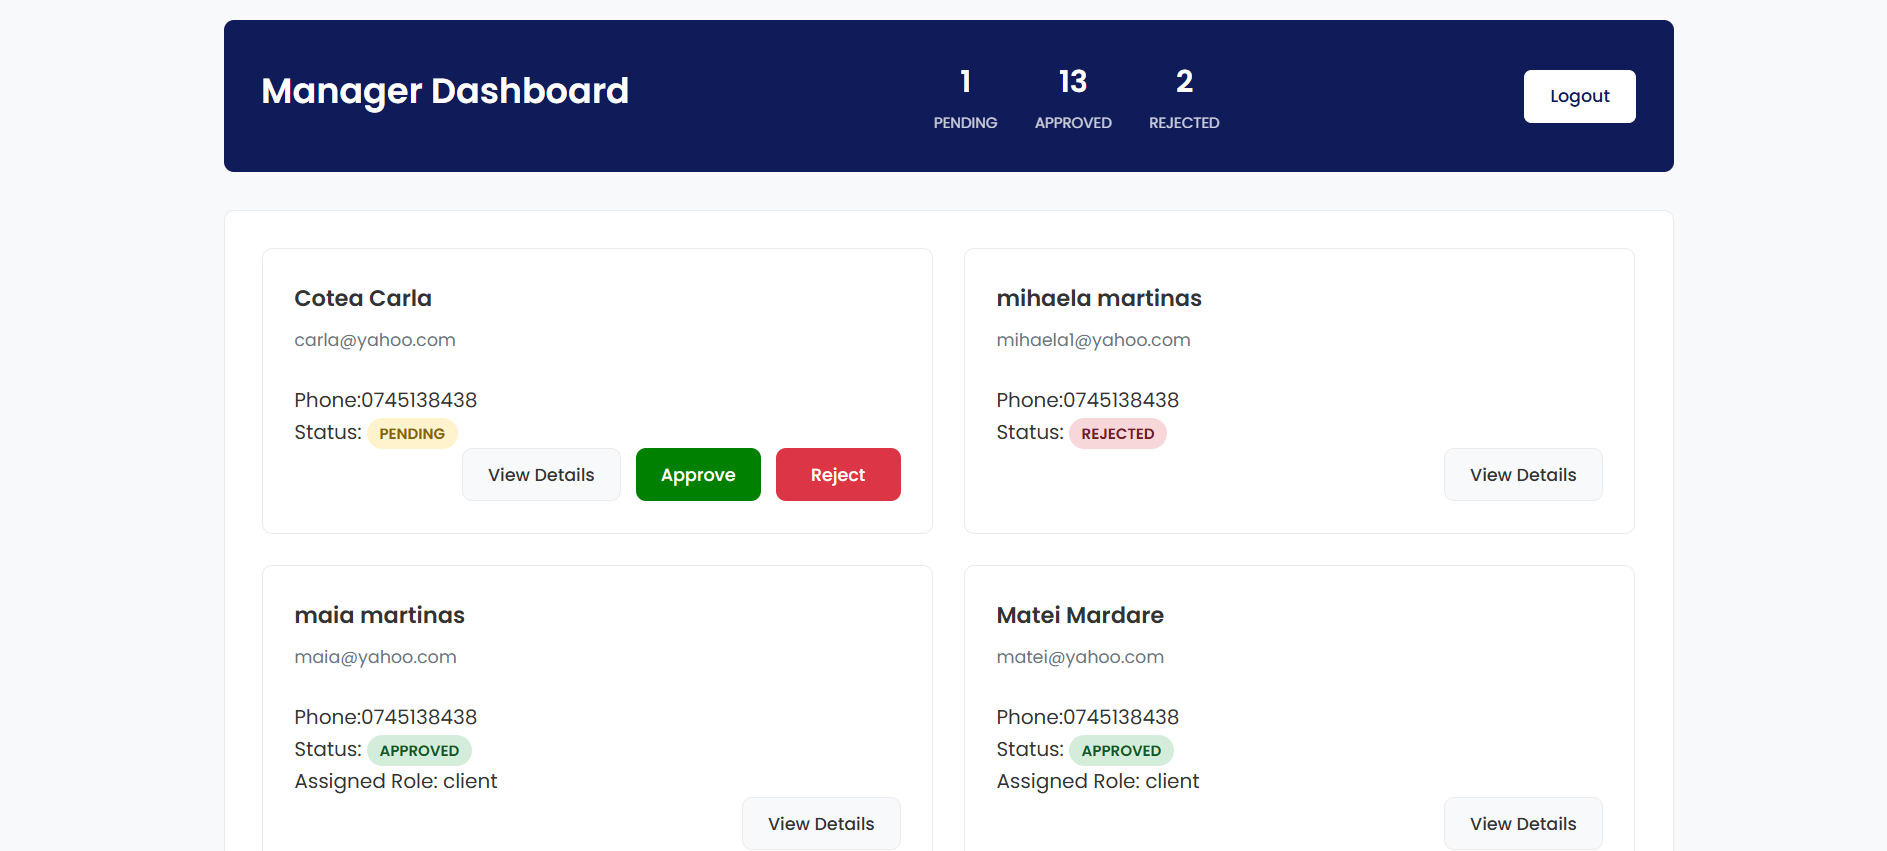 Manager Dashboard
1 13 2
PENDING APPROVED REJECTED
Logout
Cotea Carla
carla@yahoo.com
Phone:0745138438
Status: PENDING
View Details Approve Reject
mihaela martinas
mihaela1@yahoo.com
Phone:0745138438
Status: REJECTED
View Details
maia martinas
maia@yahoo.com
Phone:0745138438
Status: APPROVED
Assigned Role: client
View Details
Matei Mardare
matei@yahoo.com
Phone:0745138438
Status: APPROVED
Assigned Role: client
View Details